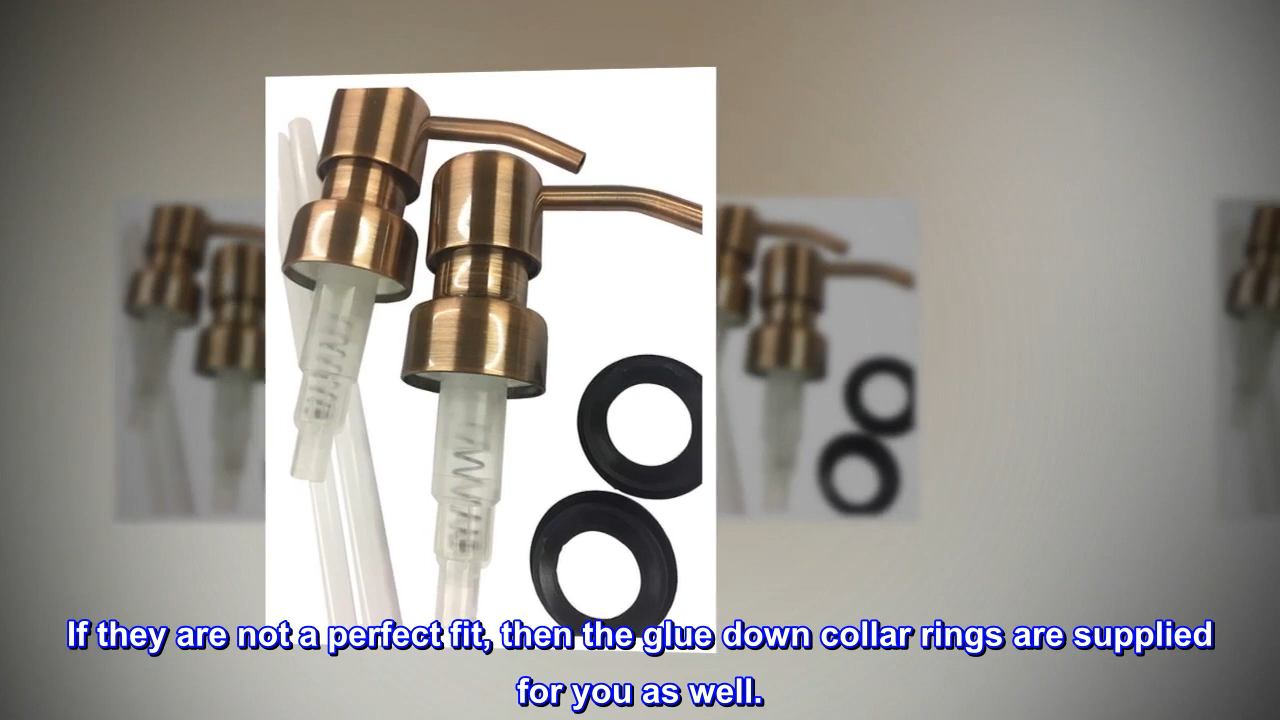 If they are not a perfect fit, then the glue down collar rings are supplied
for you as well.